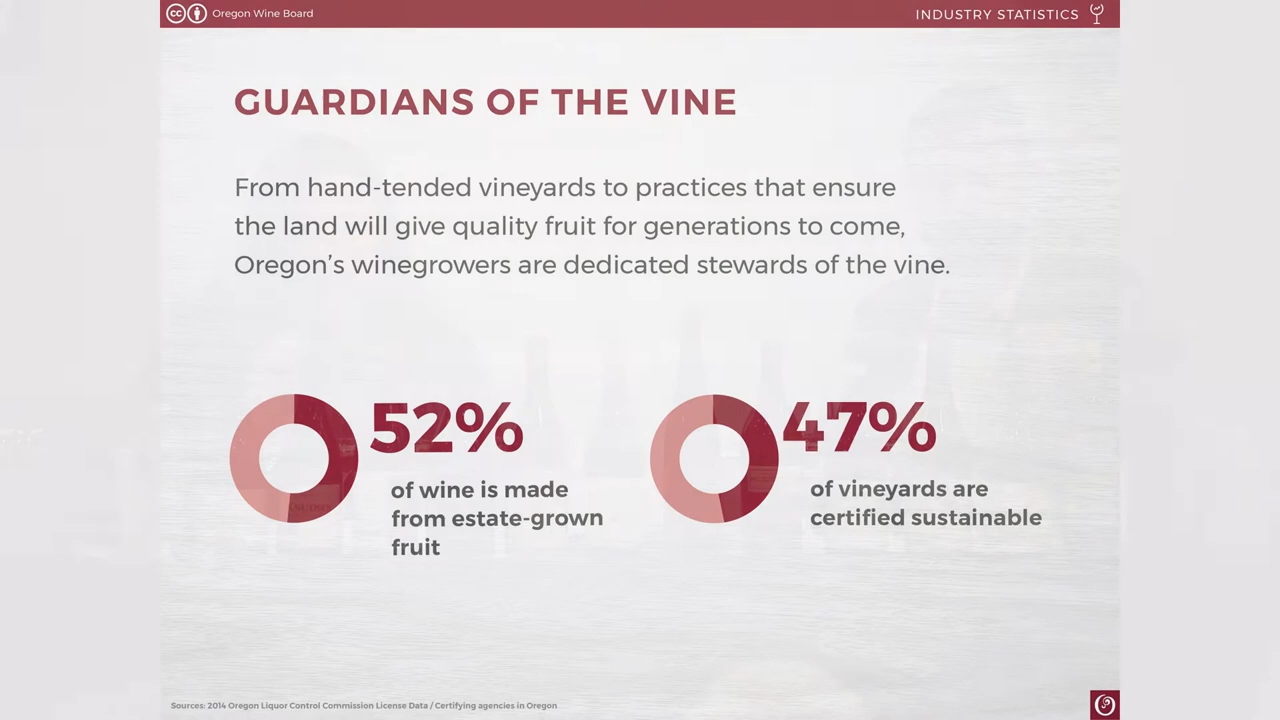 Oregon Wine Board
INDUSTRY STATISTICS
GUARDIANS OF THE VINE
From hand-tended vineyards to practices that ensure
the land will give quality fruit for generations to come,
Oregon's winegrowers are dedicated stewards of the vine.
52%
of wine is made
from estate-grown
fruit
47%
of vineyards are
certified sustainable
Sources: 2014 Oregon Liquor Control Commission License Data / Certifying agencies in Oregon